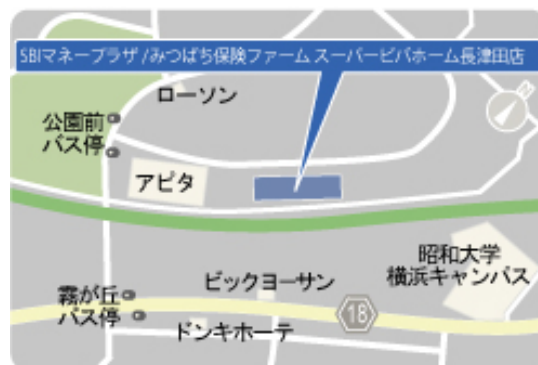 SBIマネープラザ /みつばち保険ファーム スーパービバホーム長津田店
ローソン
公園前
バス停
アピタ
昭和大学
横浜キャンパス
ビックヨーサン
霧が丘
バス停
18
ドンキホーテ